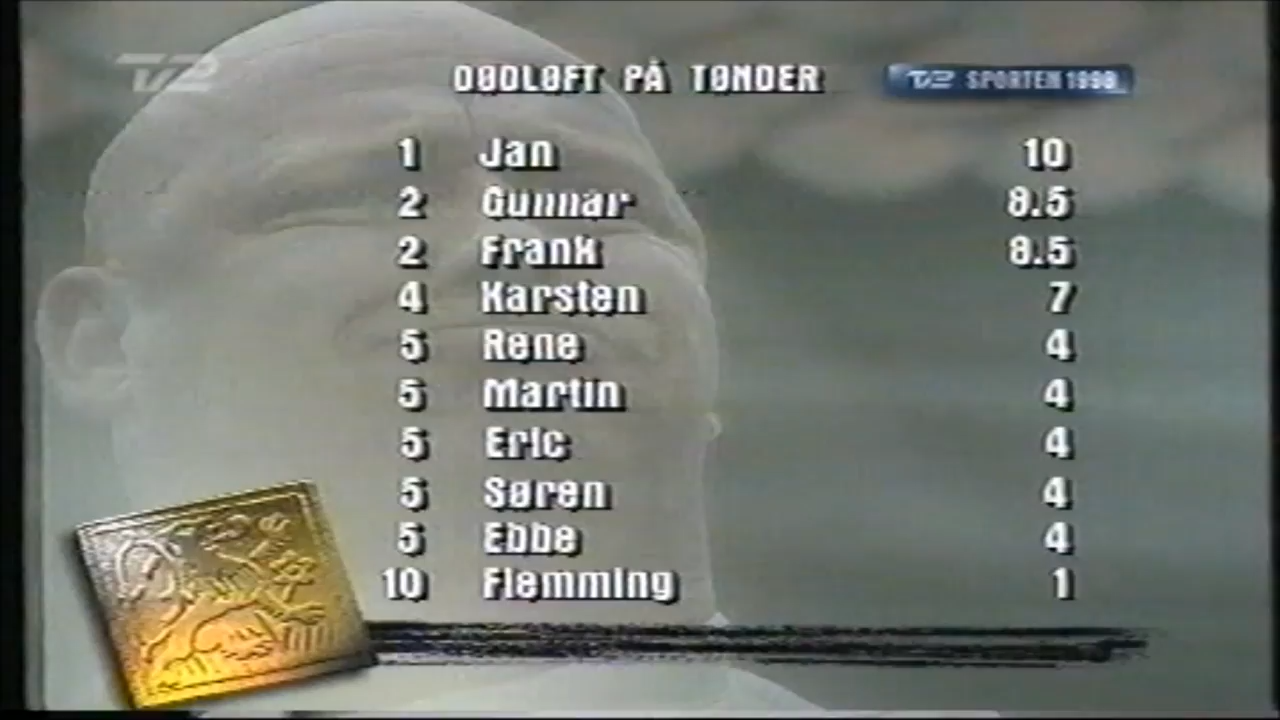 TV2
DØDLØFT PÅ TØNDER
TV2 SPORTEN 1998
1 Jan 10
2 Gunnar 8.5
2 Frank 8.5
4 Karsten 7
5 Rene 4
5 Martin 4
5 Eric 4
5 Søren 4
5 Ebbe 4
10 Flemming 1